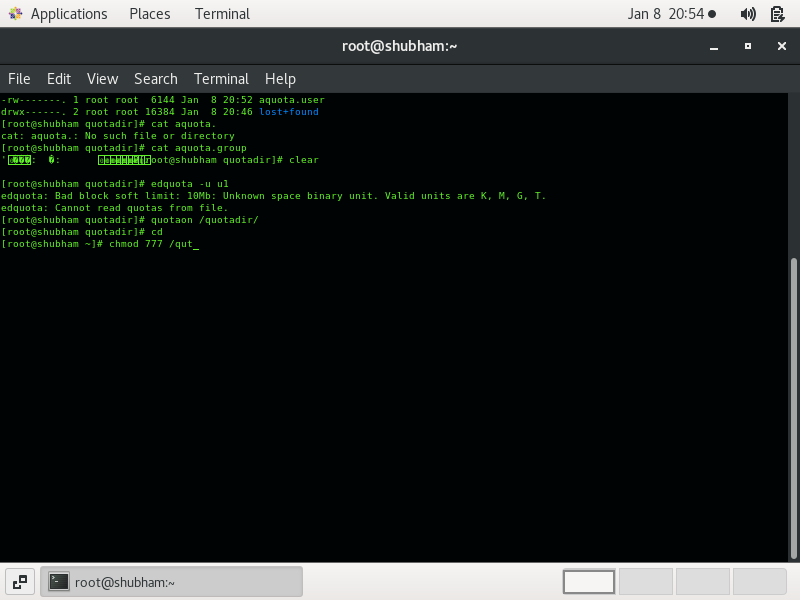 Applications Places Terminal Jan 8 20:54
root@shubham:~
File Edit View Search Terminal Help
-rw-------. 1 root root  6144 Jan  8 20:52 aquota.user
drwx------. 2 root root 16384 Jan  8 20:46 lost+found
[root@shubham quotadir]# cat aquota.
cat: aquota.: No such file or directory
[root@shubham quotadir]# cat aquota.group
oot@shubham quotadir]# clear
[root@shubham quotadir]# edquota -u u1
edquota: Bad block soft limit: 10Mb: Unknown space binary unit. Valid units are K, M, G, T.
edquota: Cannot read quotas from file.
[root@shubham quotadir]# quotaon /quotadir/
[root@shubham quotadir]# cd
[root@shubham ~]# chmod 777 /qut_
root@shubham:~